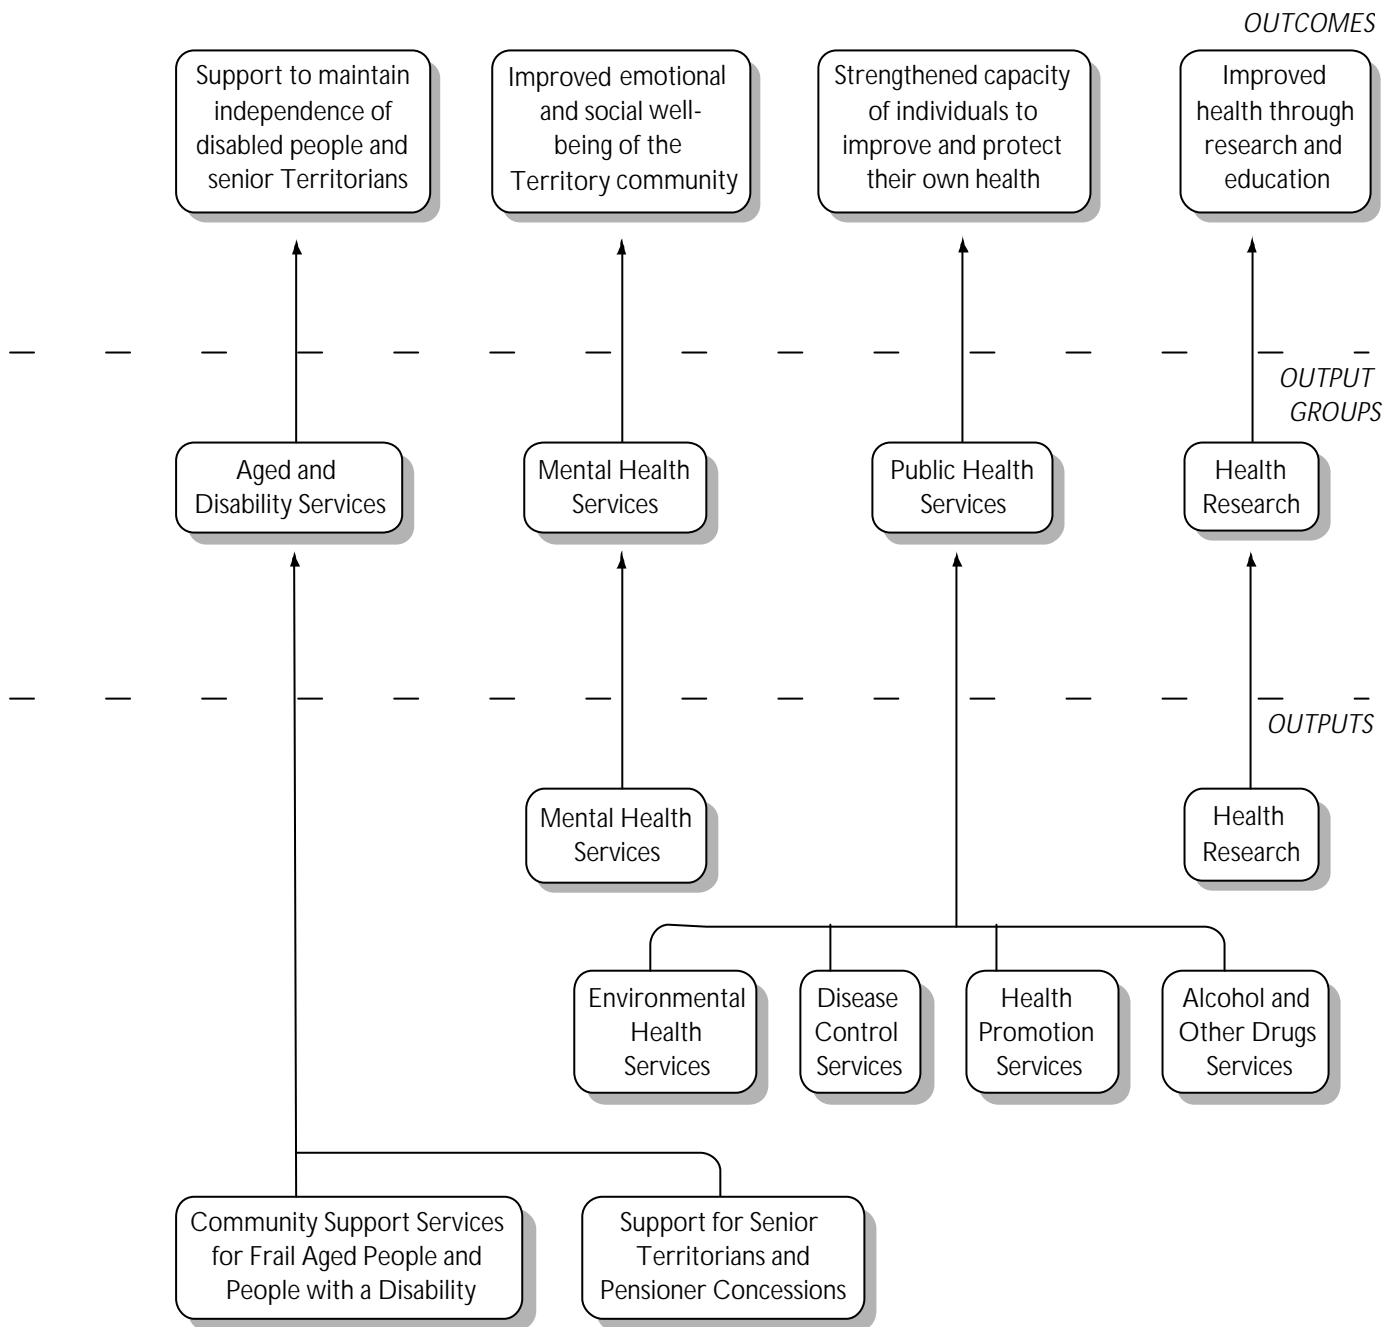 OUTCOMES
Support to maintain
independence of
disabled people and
senior Territorians
Improved emotional
and social well-
being of the
Territory community
Strengthened capacity
of individuals to
improve and protect
their own health
Improved
health through
research and
education
OUTPUT
GROUPS
Aged and
Disability Services
Mental Health
Services
Public Health
Services
Health
Research
OUTPUTS
Mental Health
Services
Health
Research
Environmental
Health
Services
Disease
Control
Services
Health
Promotion
Services
Alcohol and
Other Drugs
Services
Community Support Services
for Frail Aged People and
People with a Disability
Support for Senior
Territorians and
Pensioner Concessions